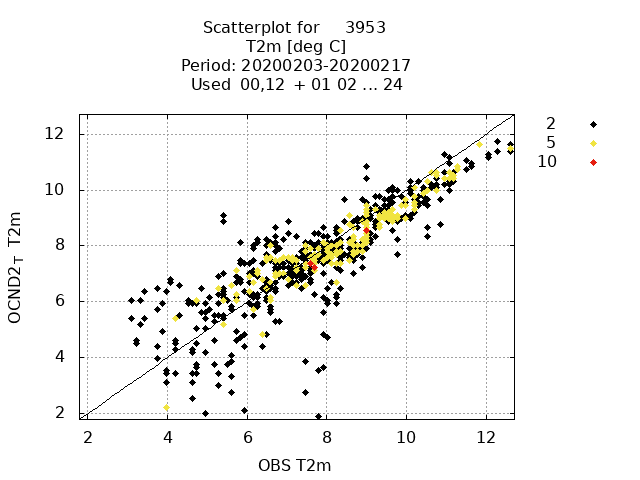 Scatterplot for 3953
T2m [deg C]
Period: 20200203-20200217
Used 00,12 + 01 02 ... 24
2
5
10
12
10
8
6
4
2
OCND2_T T2m
2 4 6 8 10 12
OBS T2m